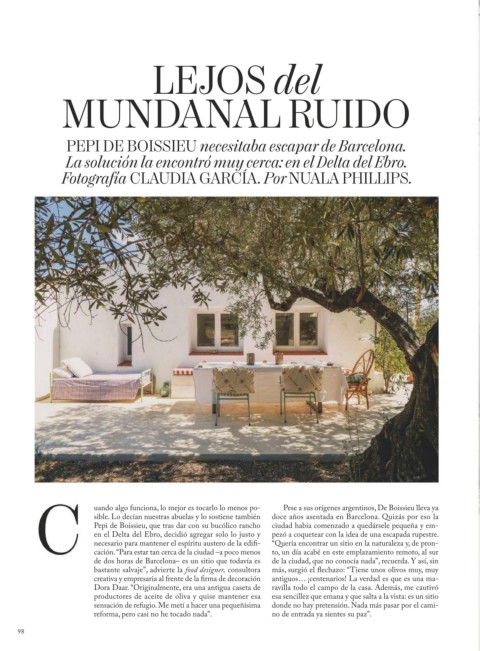 LEJOS del
MUNDANAL RUIDO
PEPI DE BOISSIEU necesitaba escapar de Barcelona.
La solución la encontró muy cerca: en el Delta del Ebro.
Fotografía CLAUDIA GARCÍA. Por NUALA PHILLIPS.
Cuando algo funciona, lo mejor es tocarlo lo menos po-
sible. Lo decían nuestras abuelas y lo sostiene también
Pepi de Boissieu, que tras dar con su bucólico rancho
en el Delta del Ebro, decidió agregar solo lo justo y
necesario para mantener el espíritu austero de la edifi-
cación. “Para estar tan cerca de la ciudad –a poco menos
de dos horas de Barcelona– es un sitio que todavía es
bastante salvaje”, advierte la food designer, consultora
creativa y empresaria al frente de la firma de decoración
Dora Daar. “Originalmente, era una antigua caseta de
productores de aceite de oliva y quise mantener esa
sensación de refugio. Me metí a hacer una pequeñísima
reforma, pero casi no he tocado nada”.
Pese a sus orígenes argentinos, De Boissieu lleva ya
doce años asentada en Barcelona. Quizás por eso la
ciudad había comenzado a quedársele pequeña y em-
pezó a coquetear con la idea de una escapada rupestre.
“Quería encontrar un sitio en la naturaleza y, de pron-
to, un día acabé en este emplazamiento remoto, al sur
de la ciudad, que no conocía nada”, recuerda. Y así, sin
más, surgió el flechazo: “Tiene unos olivos muy, muy
antiguos… ¡centenarios! La verdad es que es una ma-
ravilla todo el campo de la casa. Además, me cautivó
esa sencillez que emana y que salta a la vista: es un sitio
donde no hay pretensión. Nada más pasar por el cami-
no de entrada ya sientes su paz”.
98